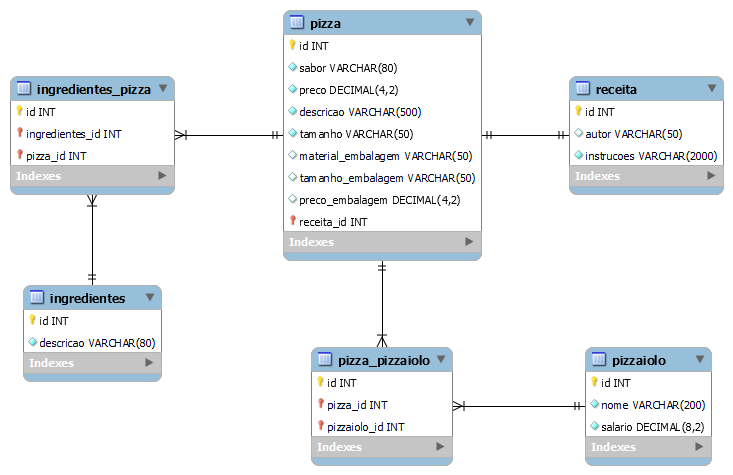 pizza
id INT
sabor VARCHAR(80)
preco DECIMAL(4,2)
descricao VARCHAR(500)
tamanho VARCHAR(50)
material_embalagem VARCHAR(50)
tamanho_embalagem VARCHAR(50)
preco_embalagem DECIMAL(4,2)
receita_id INT
Indexes
ingredientes_pizza
id INT
ingredientes_id INT
pizza_id INT
Indexes
receita
id INT
autor VARCHAR(50)
instrucoes VARCHAR(2000)
Indexes
ingredientes
id INT
descricao VARCHAR(80)
Indexes
pizza_pizzaiolo
id INT
pizza_id INT
pizzaiolo_id INT
Indexes
pizzaiolo
id INT
nome VARCHAR(200)
salario DECIMAL(8,2)
Indexes